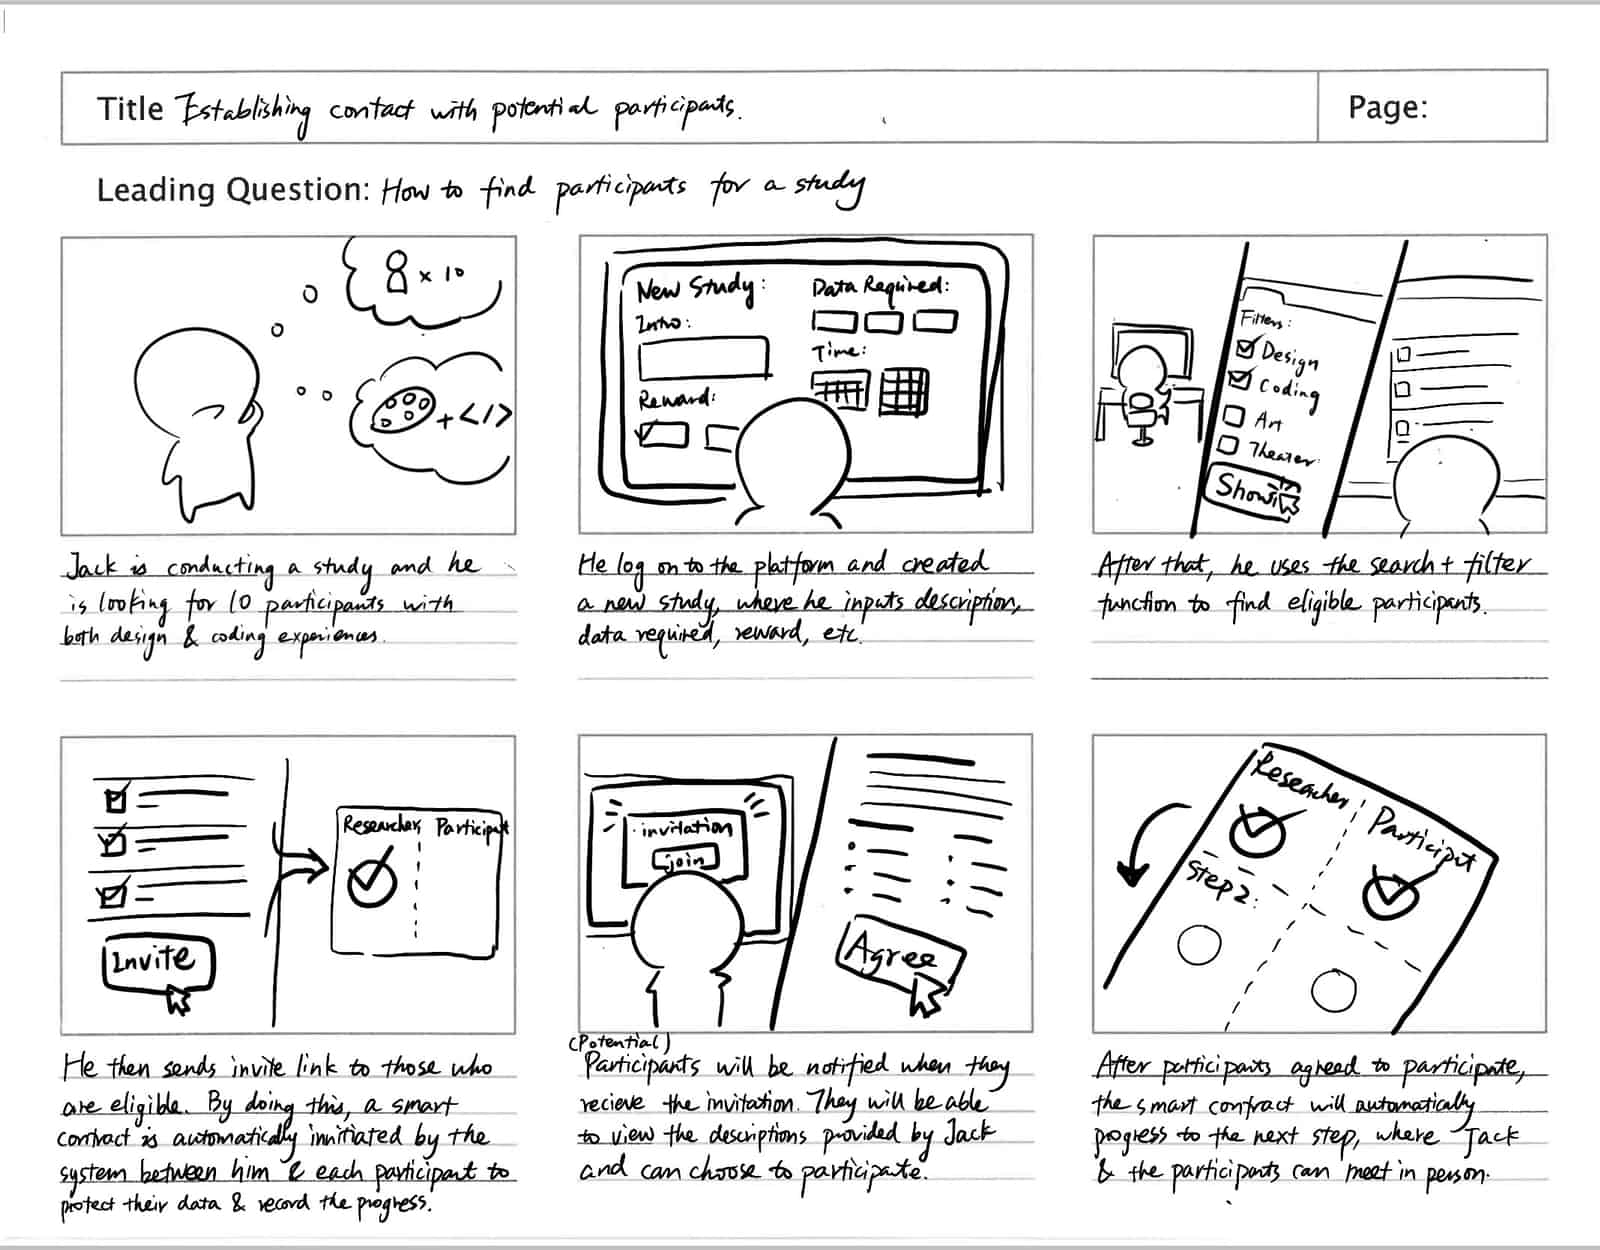 Title Establishing contact with potential participants.
Page:
Leading Question: How to find participants for a study
8 x 10
+ </>
Jack is conducting a study and he
is looking for 10 participants with
both design & coding experiences.
New Study:
Intro:
Reward:
Data Required:
Time:
He log on to the platform and created
a new study, where he inputs description,
data required, reward, etc.
Filters:
Design
Coding
Art
Theater
Show
After that, he uses the search + filter
function to find eligible participants.
Invite
Researcher Participant
He then sends invite link to those who
are eligible. By doing this, a smart
contract is automatically innitiated by the
system between him & each participant to
protect their data & record the progress.
invitation
join
Agree
(Potential)
Participants will be notified when they
recieve the invitation. They will be able
to view the descriptions provided by Jack
and can choose to participate.
Researcher Participant
Step 2:
After participants agreed to participate,
the smart contract will automatically
progress to the next step, where Jack
& the participants can meet in person.